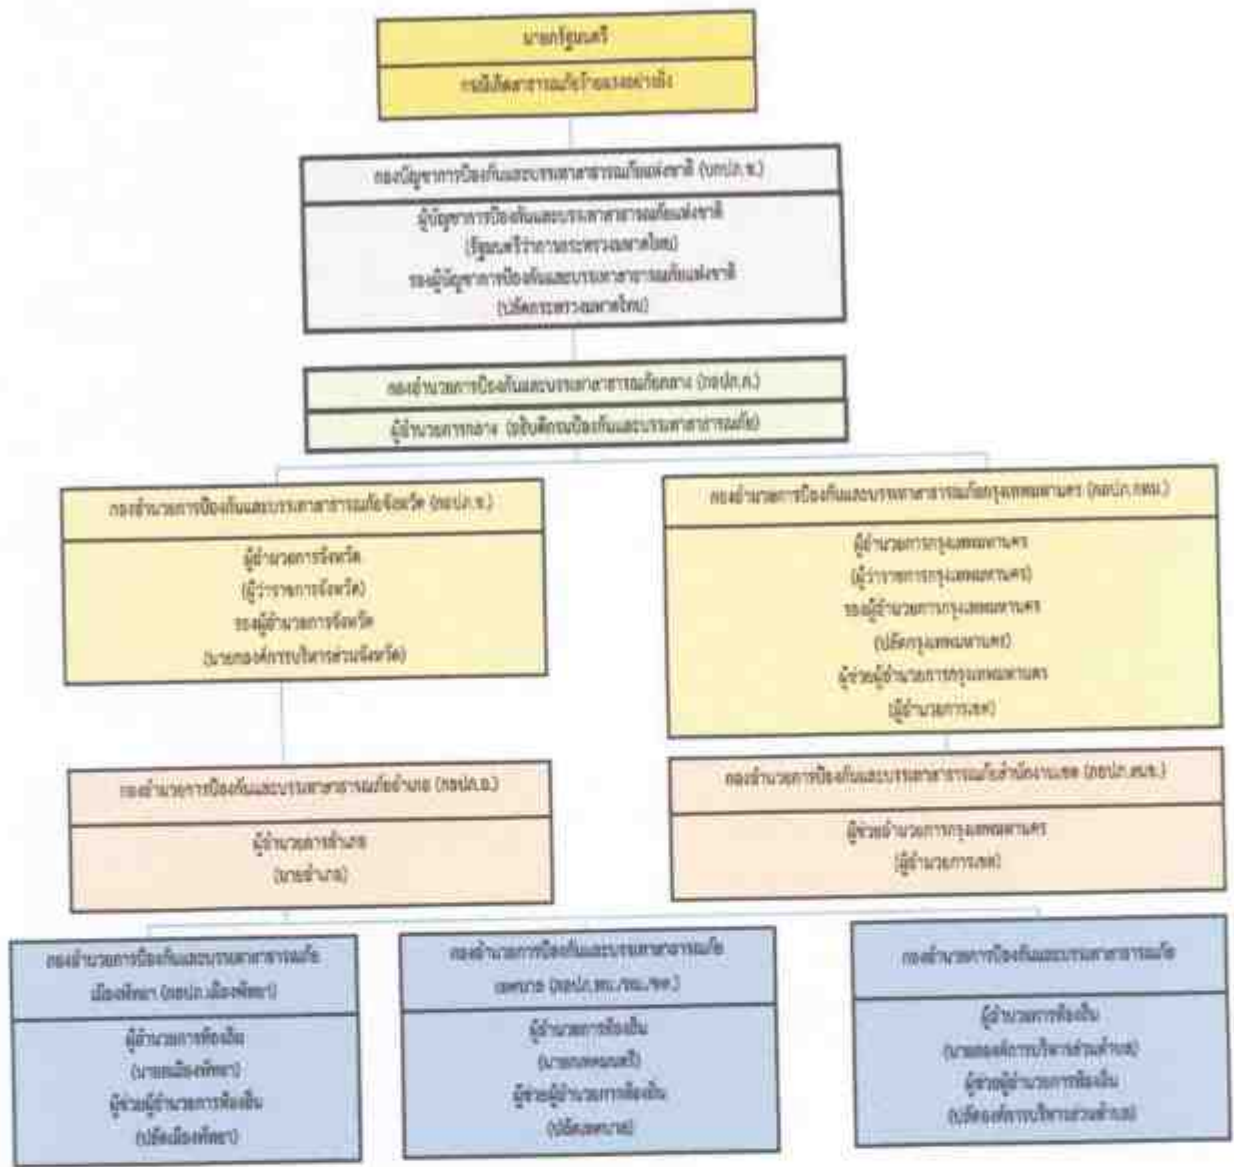 นายกรัฐมนตรี
กรณีเกิดสาธารณภัยร้ายแรงอย่างยิ่ง
กองบัญชาการป้องกันและบรรเทาสาธารณภัยแห่งชาติ (บกปภ.ช.)
ผู้บัญชาการป้องกันและบรรเทาสาธารณภัยแห่งชาติ
(รัฐมนตรีว่าการกระทรวงมหาดไทย)
รองผู้บัญชาการป้องกันและบรรเทาสาธารณภัยแห่งชาติ
(ปลัดกระทรวงมหาดไทย)
กองอำนวยการป้องกันและบรรเทาสาธารณภัยกลาง (กอปภ.ก.)
ผู้อำนวยการกลาง (อธิบดีกรมป้องกันและบรรเทาสาธารณภัย)
กองอำนวยการป้องกันและบรรเทาสาธารณภัยจังหวัด (กอปภ.จ.)
ผู้อำนวยการจังหวัด
(ผู้ว่าราชการจังหวัด)
รองผู้อำนวยการจังหวัด
(นายกองค์การบริหารส่วนจังหวัด)
กองอำนวยการป้องกันและบรรเทาสาธารณภัยกรุงเทพมหานคร (กอปภ.กทม.)
ผู้อำนวยการกรุงเทพมหานคร
(ผู้ว่าราชการกรุงเทพมหานคร)
รองผู้อำนวยการกรุงเทพมหานคร
(ปลัดกรุงเทพมหานคร)
ผู้ช่วยผู้อำนวยการกรุงเทพมหานคร
(ผู้อำนวยการเขต)
กองอำนวยการป้องกันและบรรเทาสาธารณภัยอำเภอ (กอปภ.อ.)
ผู้อำนวยการอำเภอ
(นายอำเภอ)
กองอำนวยการป้องกันและบรรเทาสาธารณภัยสำนักงานเขต (กอปภ.สนข.)
ผู้ช่วยอำนวยการกรุงเทพมหานคร
(ผู้อำนวยการเขต)
กองอำนวยการป้องกันและบรรเทาสาธารณภัย
เมืองพัทยา (กอปภ.เมืองพัทยา)
ผู้อำนวยการท้องถิ่น
(นายกเมืองพัทยา)
ผู้ช่วยผู้อำนวยการท้องถิ่น
(ปลัดเมืองพัทยา)
กองอำนวยการป้องกันและบรรเทาสาธารณภัย
เทศบาล (กอปภ.ทน./ทม./ทต.)
ผู้อำนวยการท้องถิ่น
(นายกเทศมนตรี)
ผู้ช่วยผู้อำนวยการท้องถิ่น
(ปลัดเทศบาล)
กองอำนวยการป้องกันและบรรเทาสาธารณภัย
ผู้อำนวยการท้องถิ่น
(นายกองค์การบริหารส่วนตำบล)
ผู้ช่วยผู้อำนวยการท้องถิ่น
(ปลัดองค์การบริหารส่วนตำบล)